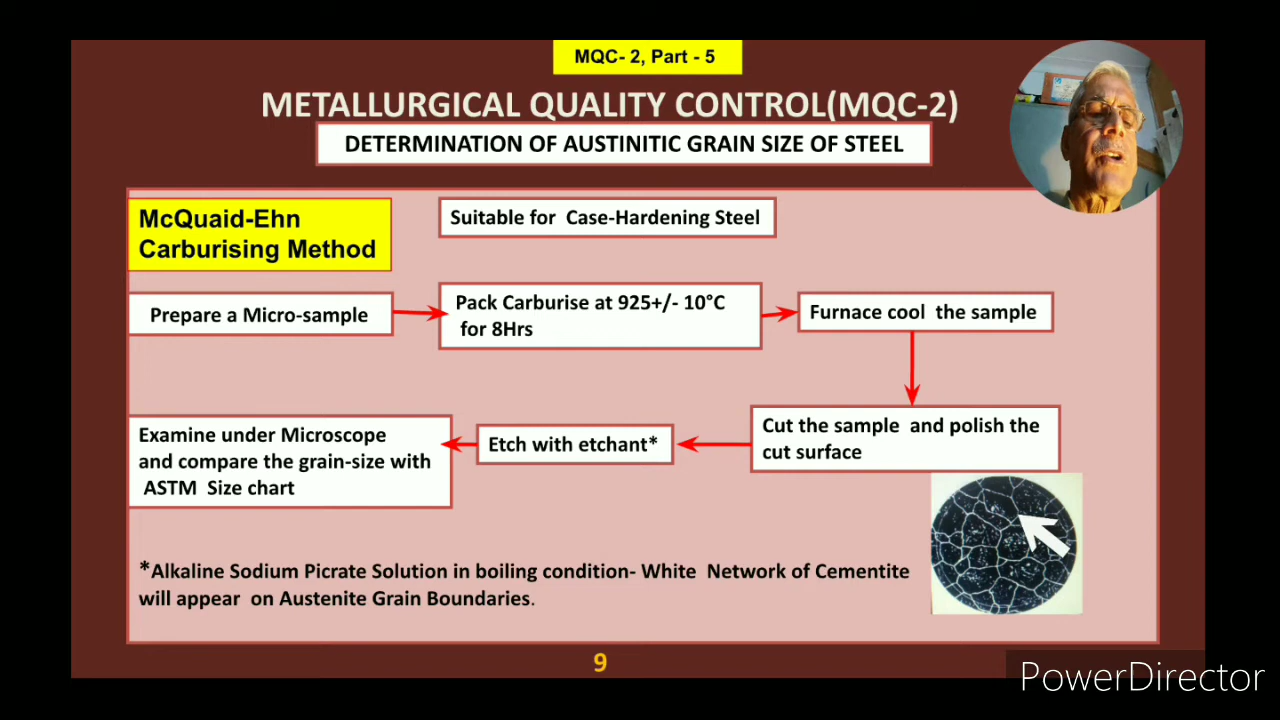 MQC- 2, Part - 5
METALLURGICAL QUALITY CONTROL(MQC-2)
DETERMINATION OF AUSTINITIC GRAIN SIZE OF STEEL
McQuaid-Ehn
Carburising Method
Suitable for Case-Hardening Steel
Prepare a Micro-sample
Pack Carburise at 925+/- 10°C
for 8Hrs
Furnace cool the sample
Cut the sample and polish the
cut surface
Etch with etchant*
Examine under Microscope
and compare the grain-size with
ASTM Size chart
*Alkaline Sodium Picrate Solution in boiling condition- White Network of Cementite
will appear on Austenite Grain Boundaries.
9
PowerDirector